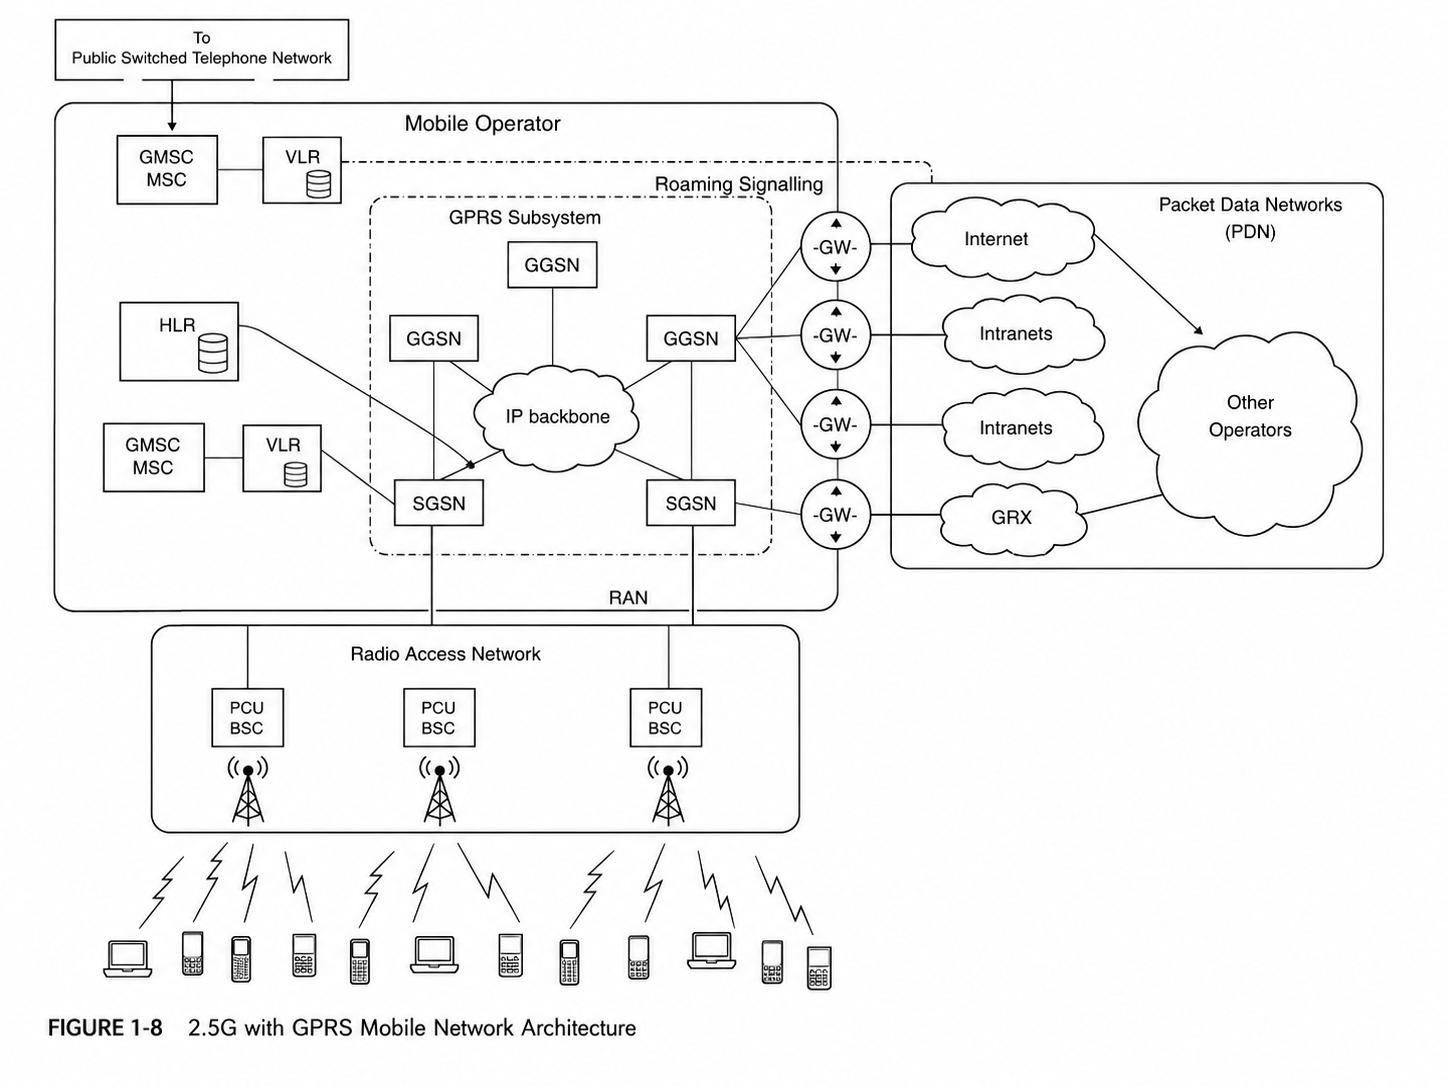 To
Public Switched Telephone Network
Mobile Operator
GMSC
MSC
VLR
Roaming Signalling
Packet Data Networks
(PDN)
GPRS Subsystem
GGSN
-GW-
Internet
HLR
GGSN
GGSN
-GW-
Intranets
IP backbone
Other
Operators
-GW-
Intranets
GMSC
MSC
VLR
SGSN
SGSN
-GW-
GRX
RAN
Radio Access Network
PCU
BSC
PCU
BSC
PCU
BSC
FIGURE 1-8 2.5G with GPRS Mobile Network Architecture